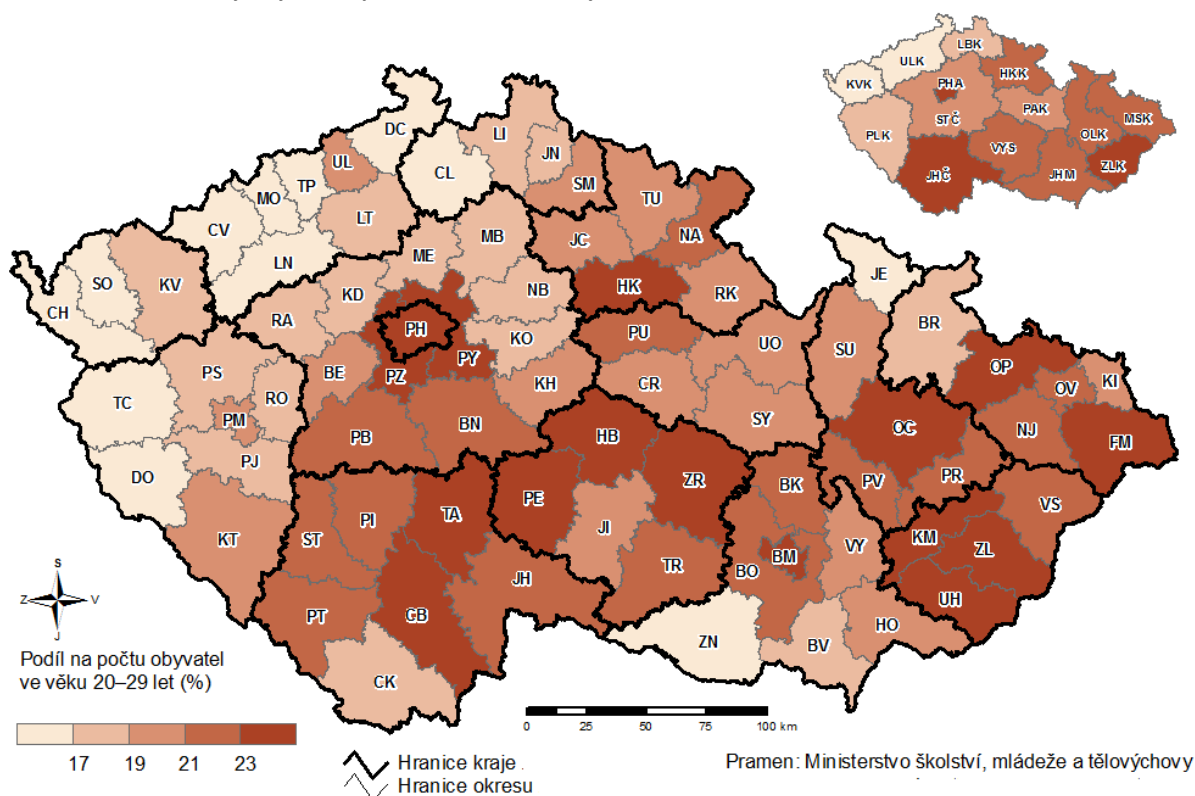 LBK
ULK
HKK
KVK
PHA
PAK
STČ
MSK
PLK
OLK
VYS
ZLK
JHČ
JHM
DC
LI
JN
UL
CL
TP
SM
MO
TU
LT
CV
MB
JC
NA
ME
LN
JE
SO
KV
KD
NB
HK
RK
CH
BR
RA
PH
KO
PU
UO
SU
PY
OP
PS
BE
PZ
KH
CR
OV
KI
TC
RO
PM
BN
SY
OC
NJ
FM
PB
HB
PJ
DO
PR
ZR
PV
BK
PE
VS
TA
PI
ST
KT
JI
KM
ZL
VY
BM
TR
BO
JH
UH
PT
CB
HO
ZN
BV
CK
S
Z V
J
Podíl na počtu obyvatel
ve věku 20–29 let (%)
17 19 21 23
0 25 50 75 100 km
Hranice kraje
Hranice okresu
Pramen: Ministerstvo školství, mládeže a tělovýchovy